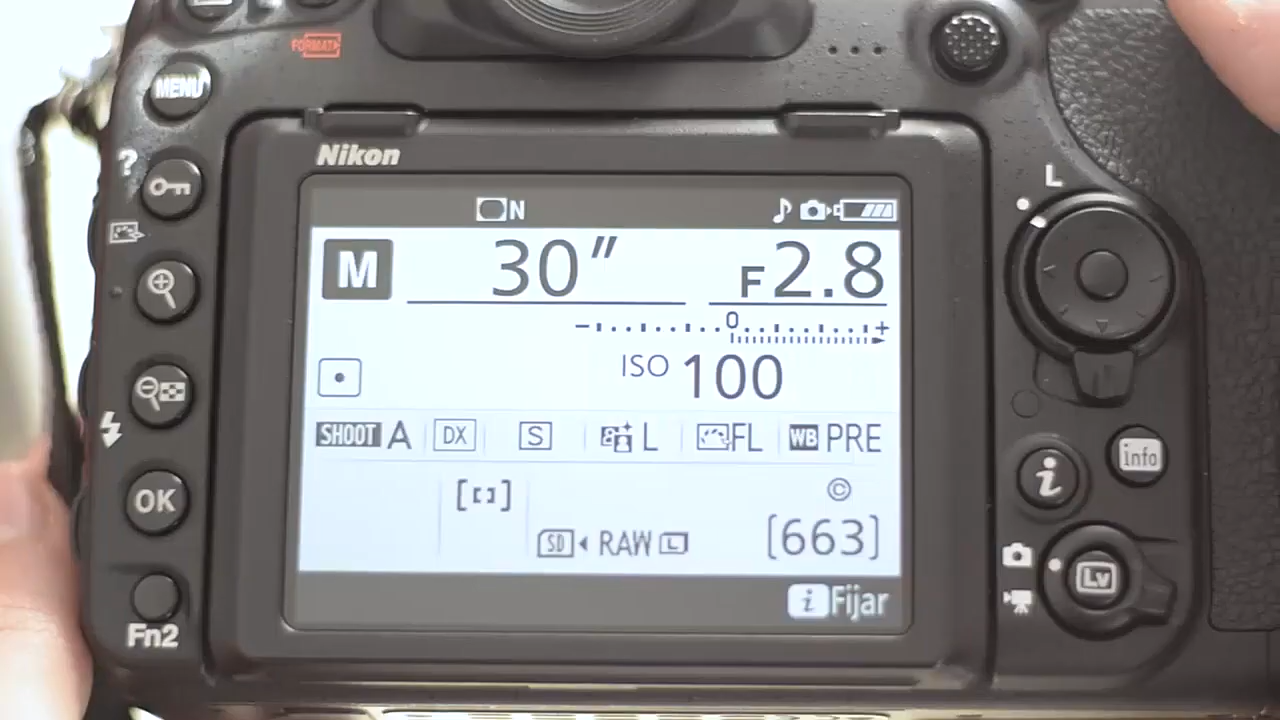 FORMAT
MENU
?
Nikon
L
N
M 30" F2.8
- 0 +
ISO 100
SHOOT A DX S L FL WB PRE
info
i
OK
©
SD RAW L [663]
Lv
i Fijar
Fn2